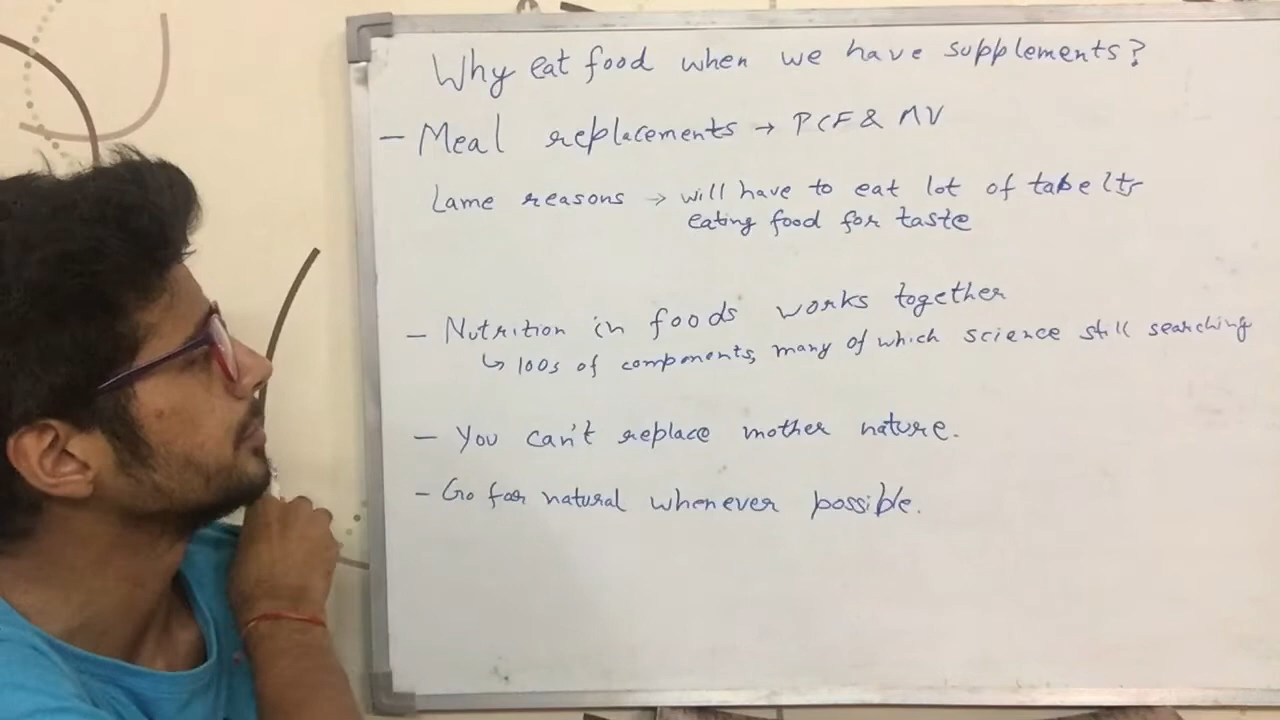 Why eat food when we have supplements?
- Meal replacements → PCF & MV
Lame reasons → will have to eat lot of tabelts
eating food for taste
- Nutrition in foods works together
↳ 100s of components, many of which science still searching
- You can't replace mother nature.
- Go for natural whenever possible.